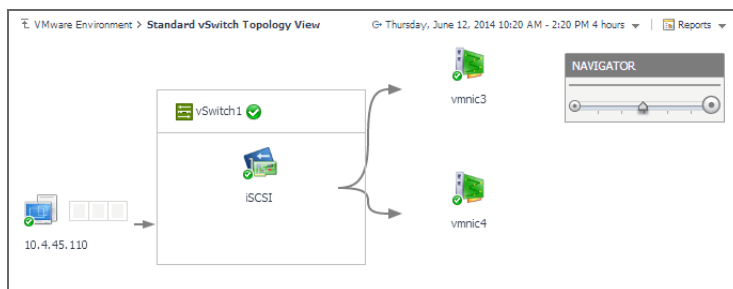 VMware Environment > Standard vSwitch Topology View
Thursday, June 12, 2014 10:20 AM - 2:20 PM 4 hours
Reports
NAVIGATOR
vmnic3
vSwitch1
iSCSI
vmnic4
10.4.45.110